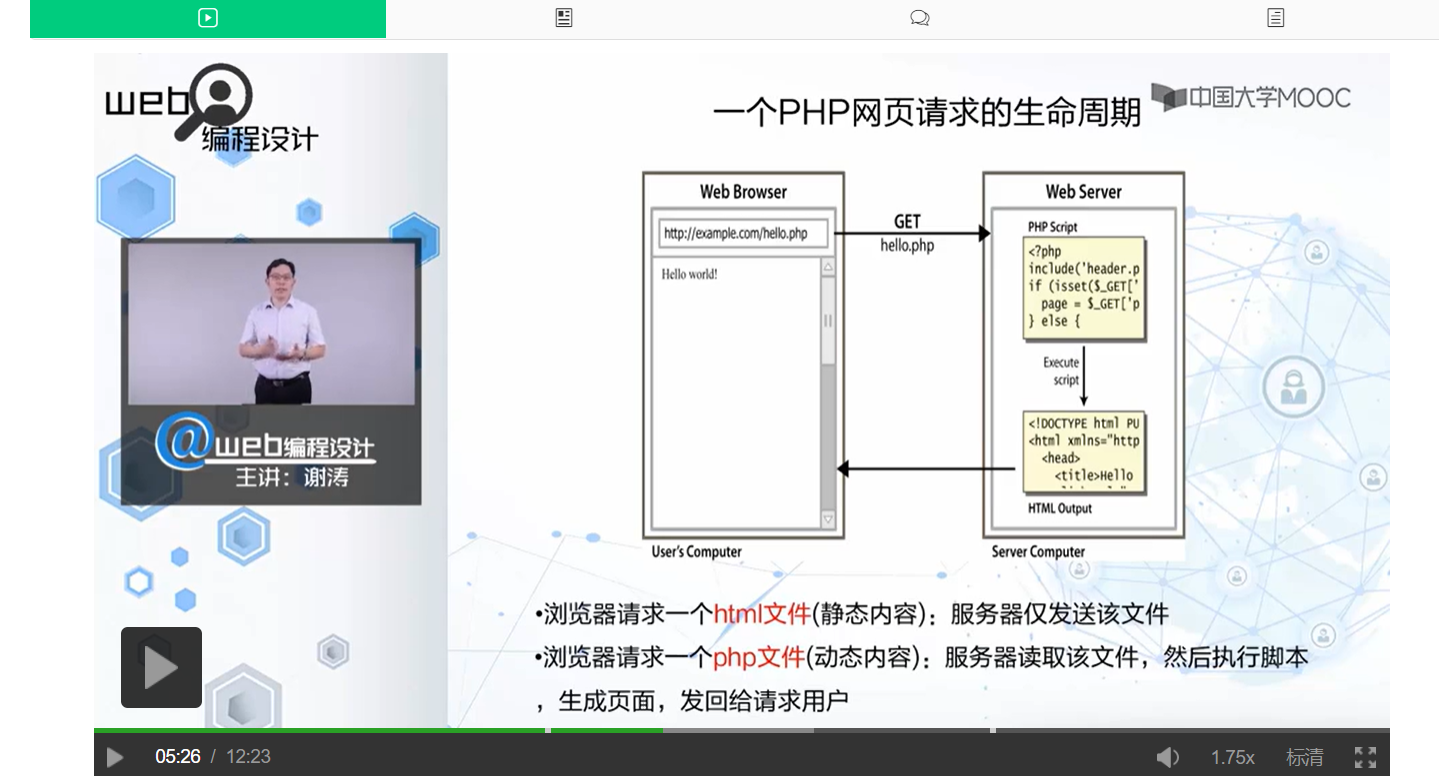 web
编程设计
一个PHP网页请求的生命周期
中国大学MOOC
Web Browser
http://example.com/hello.php
Hello world!
User's Computer
GET
hello.php
Web Server
PHP Script
<?php
include('header.p
if (isset($_GET['
page = $_GET['p
} else {
Execute
script
<!DOCTYPE html PU
<html xmlns="http
<head>
<title>Hello
HTML Output
Server Computer
@web编程设计
主讲：谢涛
•浏览器请求一个html文件(静态内容)：服务器仅发送该文件
•浏览器请求一个php文件(动态内容)：服务器读取该文件，然后执行脚本
，生成页面，发回给请求用户
05:26 / 12:23
1.75x
标清